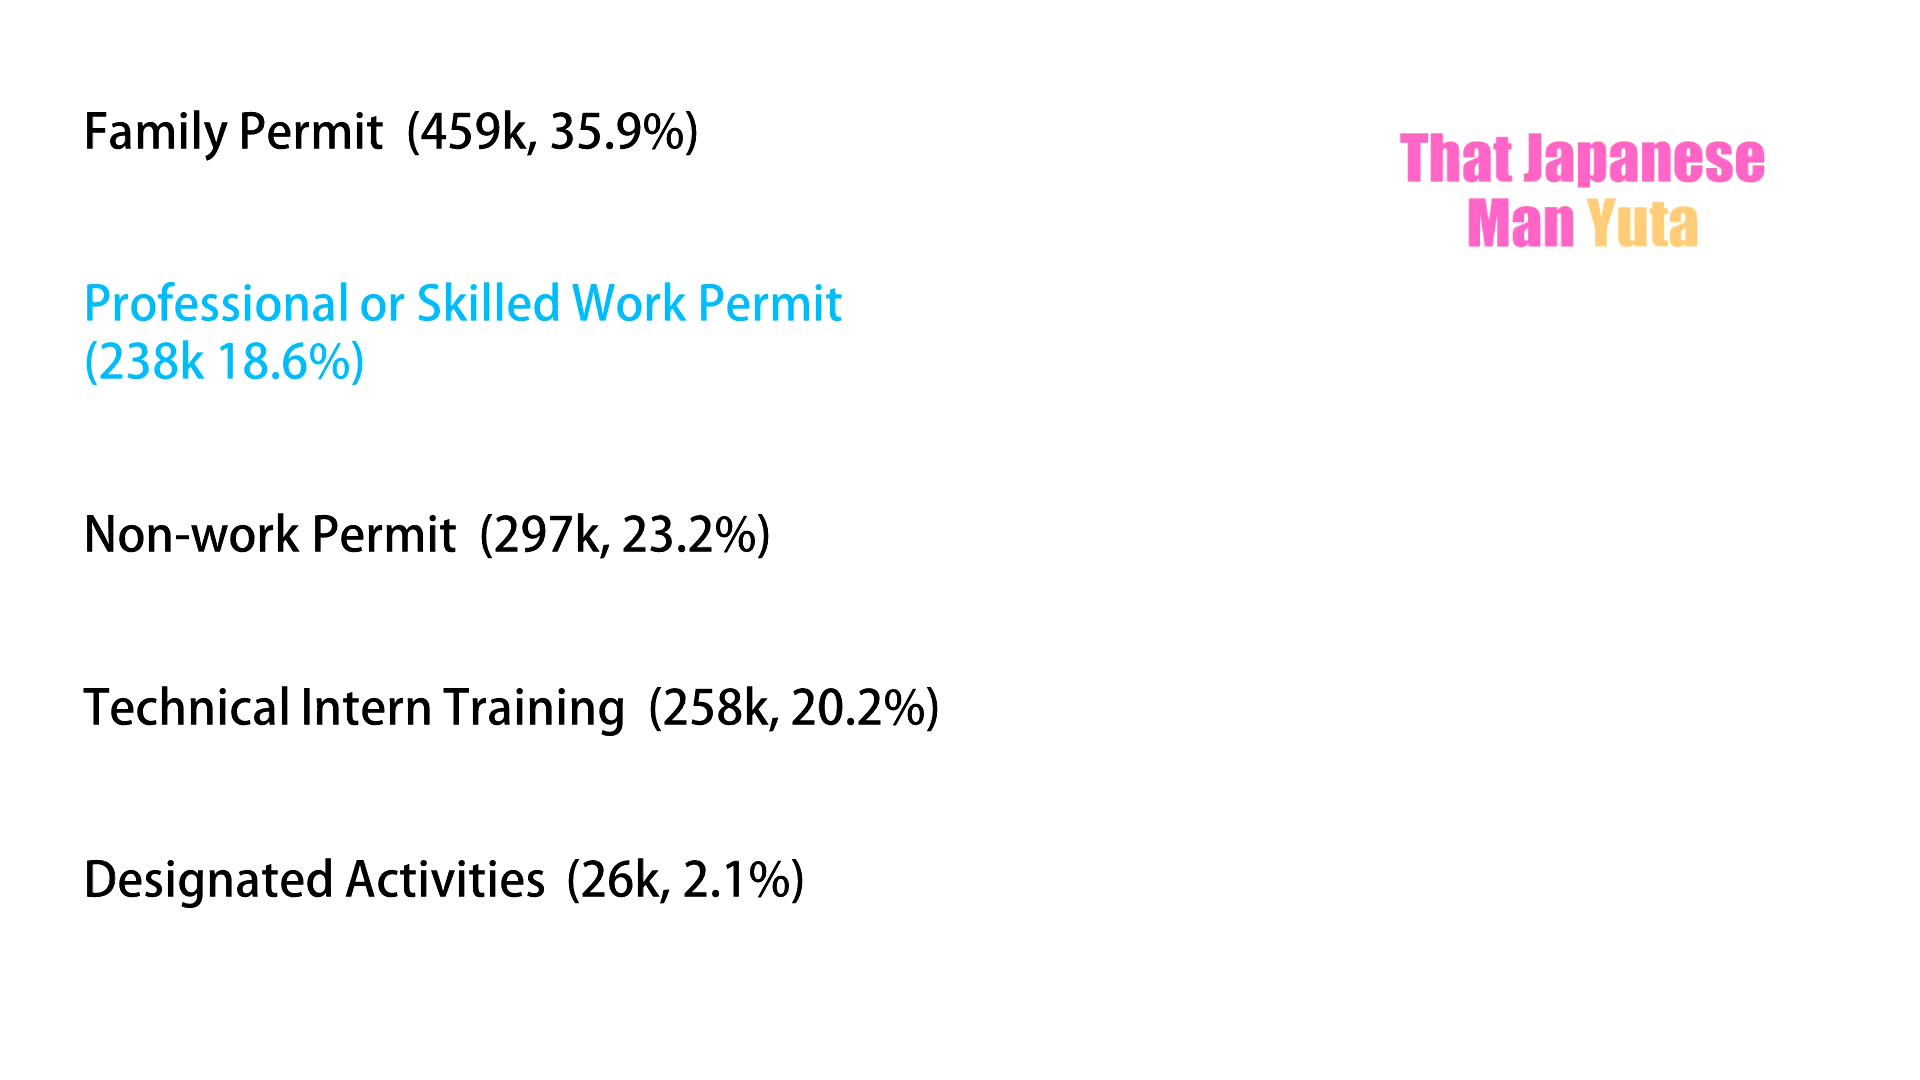 Family Permit (459k, 35.9%)
That Japanese
Man Yuta
Professional or Skilled Work Permit
(238k 18.6%)
Non-work Permit (297k, 23.2%)
Technical Intern Training (258k, 20.2%)
Designated Activities (26k, 2.1%)